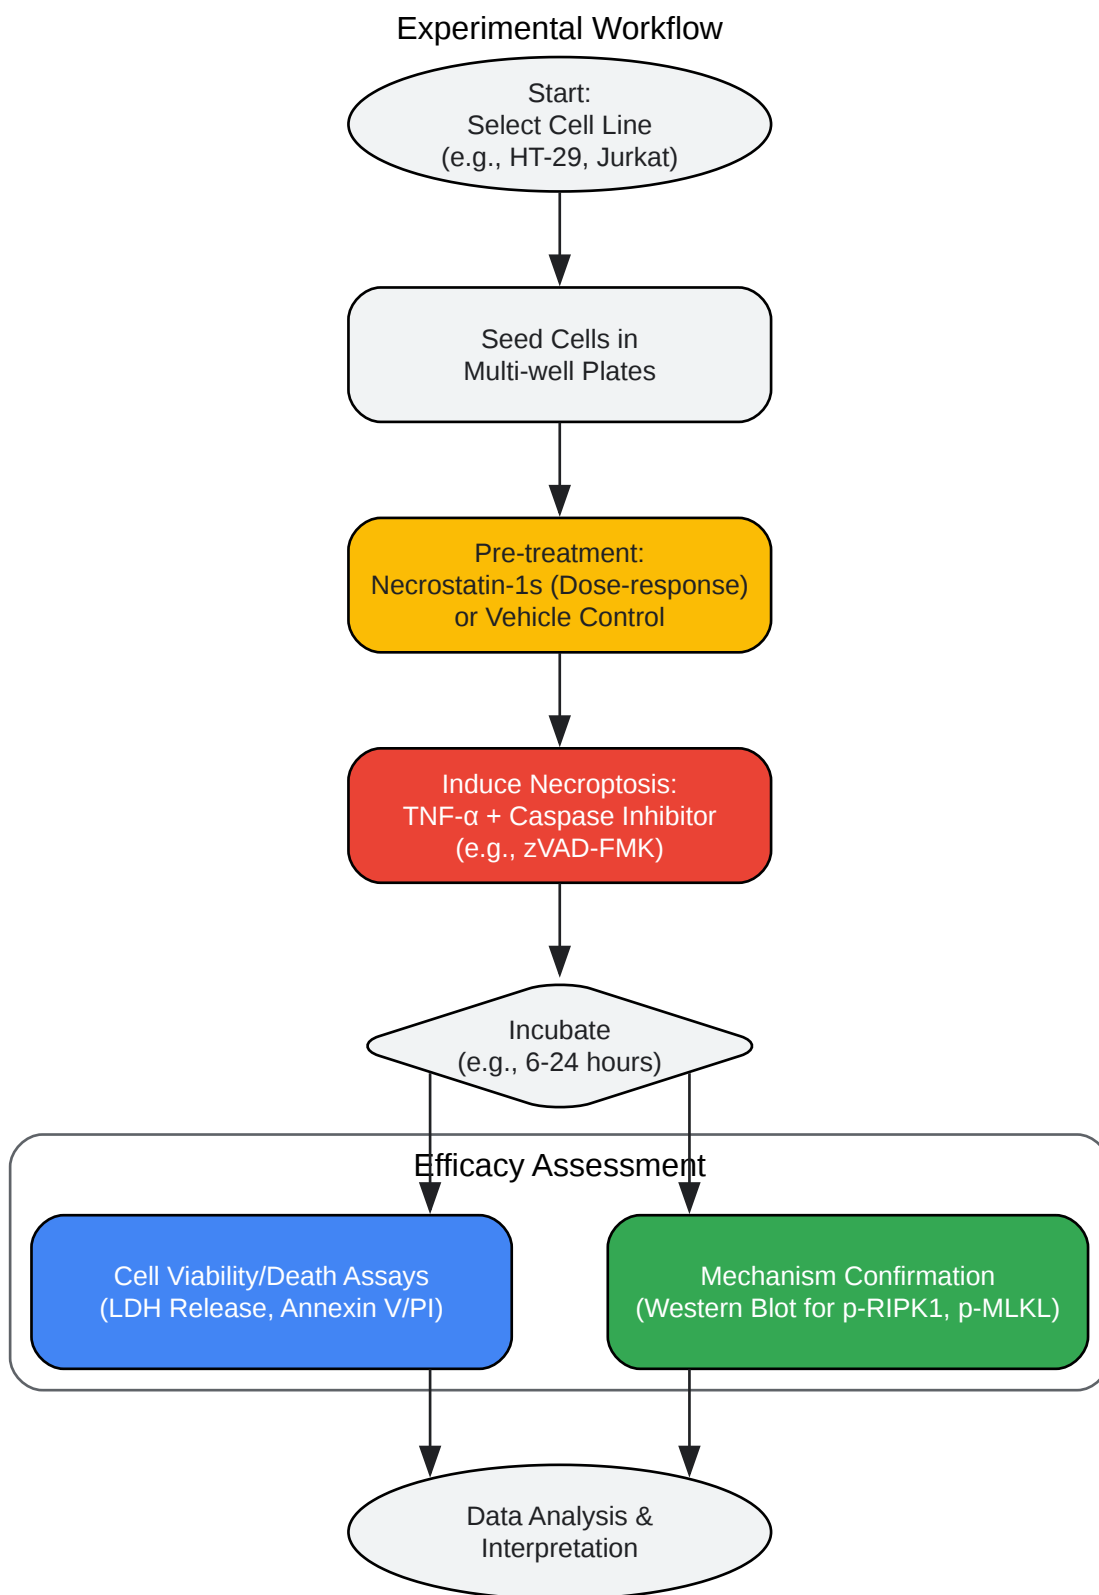 Experimental Workflow
Start:
Select Cell Line
(e.g., HT-29, Jurkat)
Seed Cells in
Multi-well Plates
Pre-treatment:
Necrostatin-1s (Dose-response)
or Vehicle Control
Induce Necroptosis:
TNF-α + Caspase Inhibitor
(e.g., zVAD-FMK)
Incubate
(e.g., 6-24 hours)
Efficacy Assessment
Cell Viability/Death Assays
(LDH Release, Annexin V/PI)
Mechanism Confirmation
(Western Blot for p-RIPK1, p-MLKL)
Data Analysis &
Interpretation